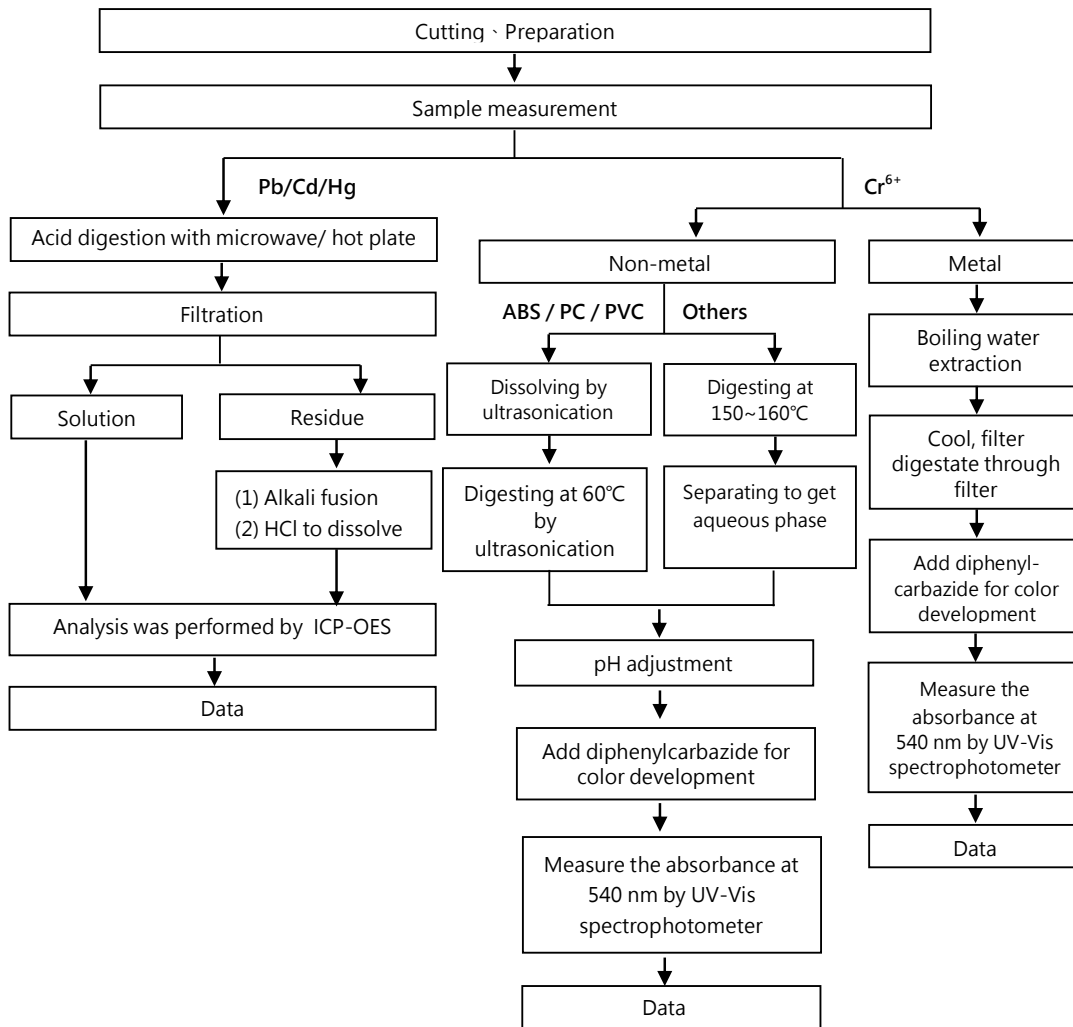 Cutting、Preparation
Sample measurement
Pb/Cd/Hg
Acid digestion with microwave/ hot plate
Filtration
Solution
Residue
(1) Alkali fusion
(2) HCl to dissolve
Analysis was performed by ICP-OES
Data
Cr⁶⁺
Non-metal
ABS / PC / PVC
Others
Dissolving by
ultrasonication
Digesting at 60℃
by
ultrasonication
Digesting at
150~160℃
Separating to get
aqueous phase
pH adjustment
Add diphenylcarbazide for
color development
Measure the absorbance at
540 nm by UV-Vis
spectrophotometer
Data
Metal
Boiling water
extraction
Cool, filter
digestate through
filter
Add diphenyl-
carbazide for color
development
Measure the
absorbance at
540 nm by UV-Vis
spectrophotometer
Data